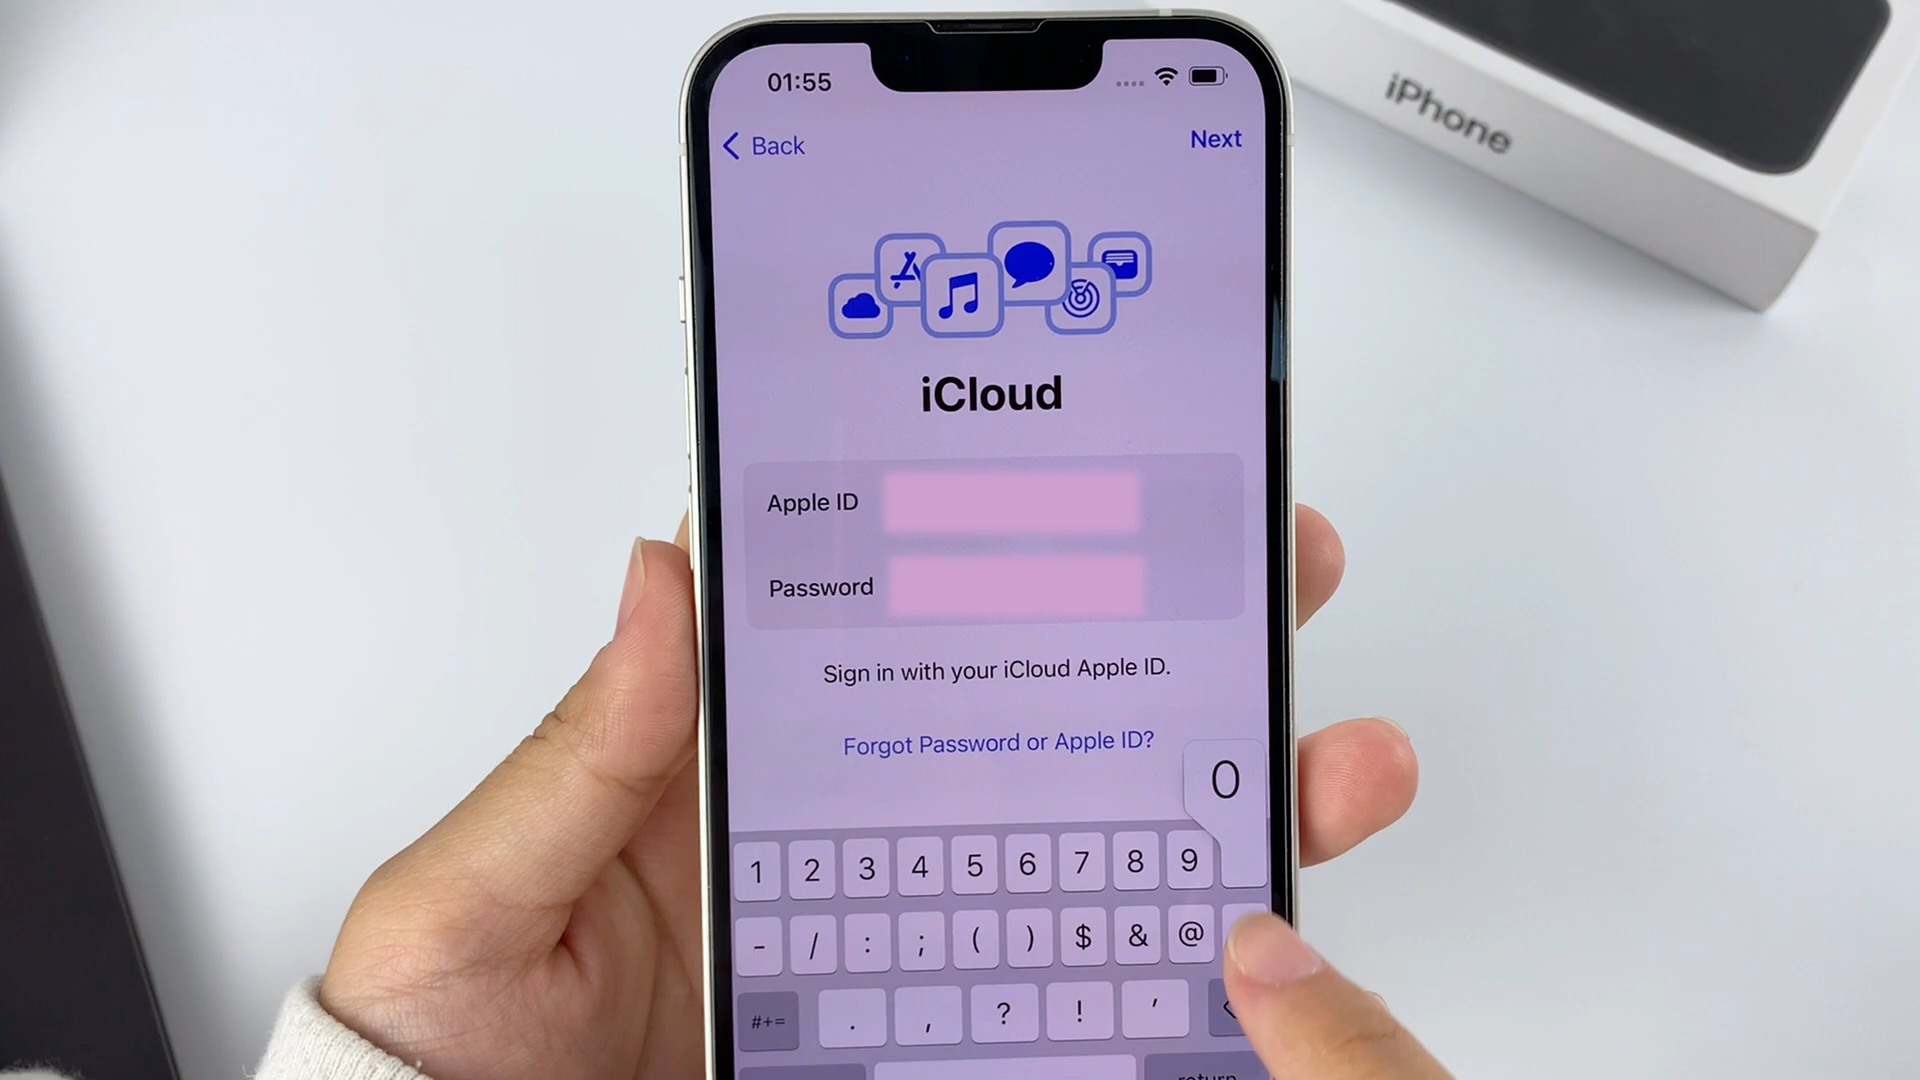 01:55
Back
Next
iPhone
iCloud
Apple ID
Password
Sign in with your iCloud Apple ID.
Forgot Password or Apple ID?
0
1 2 3 4 5 6 7 8 9
- / : ; ( ) $ & @
#+= . , ? ! '
return